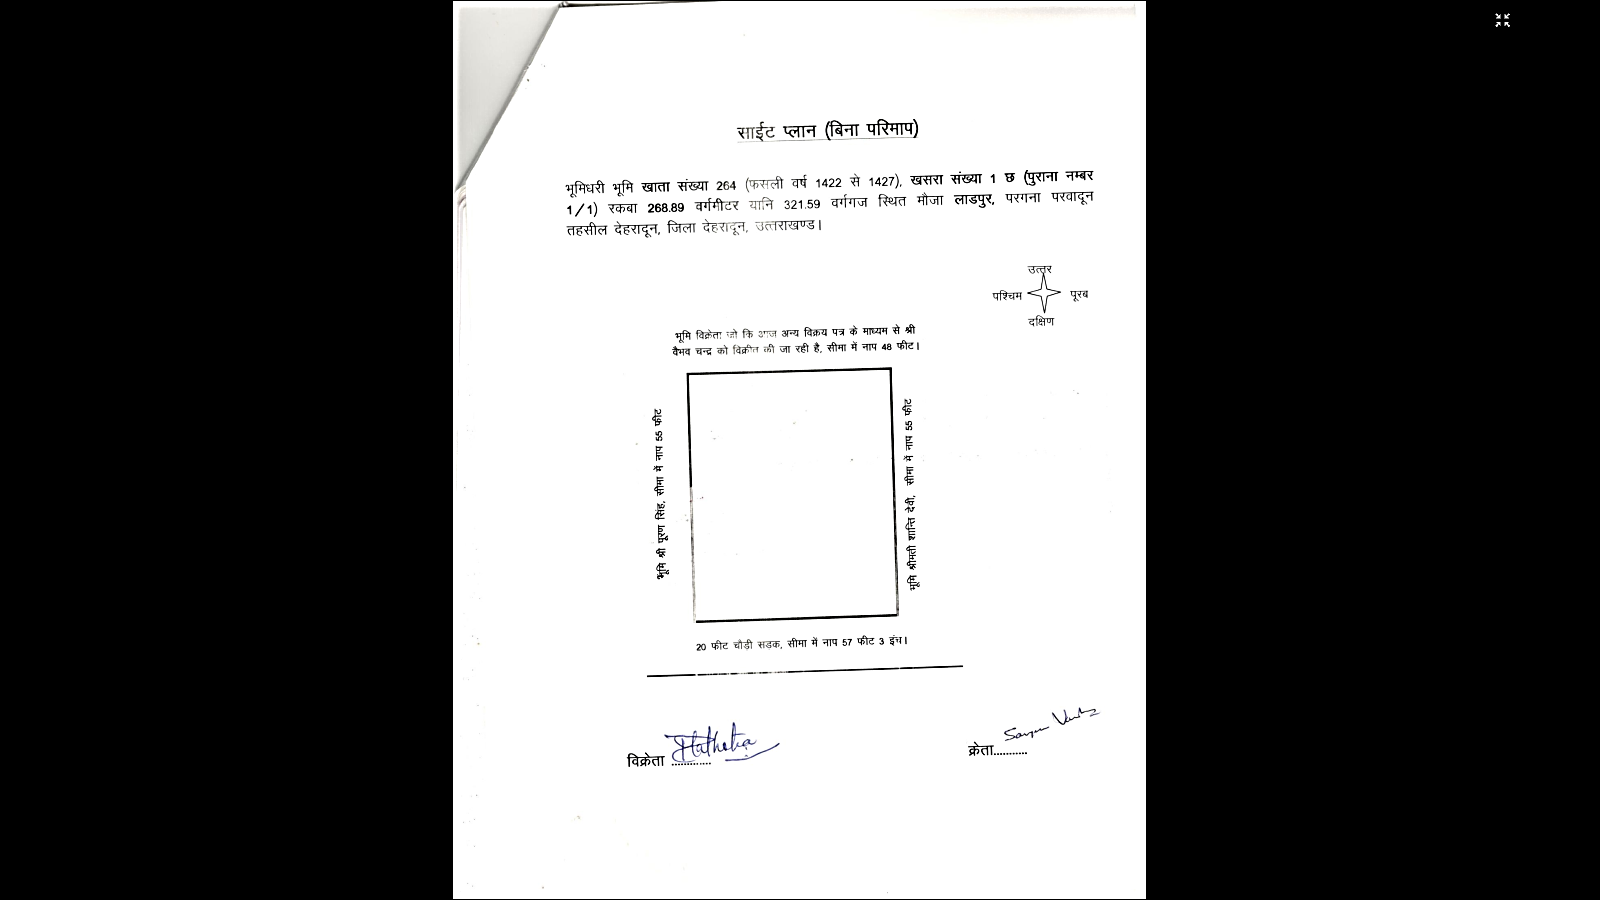 साईट प्लान (बिना परिमाप)
भूमिधरी भूमि खाता संख्या 264 (फसली वर्ष 1422 से 1427), खसरा संख्या 1 छ (पुराना नम्बर
1/1) रकबा 268.89 वर्गमीटर यानि 321.59 वर्गगज स्थित मौजा लाडपुर, परगना परवादून
तहसील देहरादून, जिला देहरादून, उत्तराखण्ड।
उत्तर
पश्चिम पूरब
दक्षिण
भूमि विक्रेता जो कि आज अन्य विक्रय पत्र के माध्यम से श्री
वैभव चन्द्र को विक्रीत की जा रही है, सीमा में नाप 48 फीट।
भूमि श्री पूरण सिंह, सीमा में नाप 55 फीट
भूमि श्रीमती शान्ति देवी, सीमा में नाप 55 फीट
20 फीट चौड़ी सडक, सीमा में नाप 57 फीट 3 इंच।
विक्रेता .............
क्रेता...........